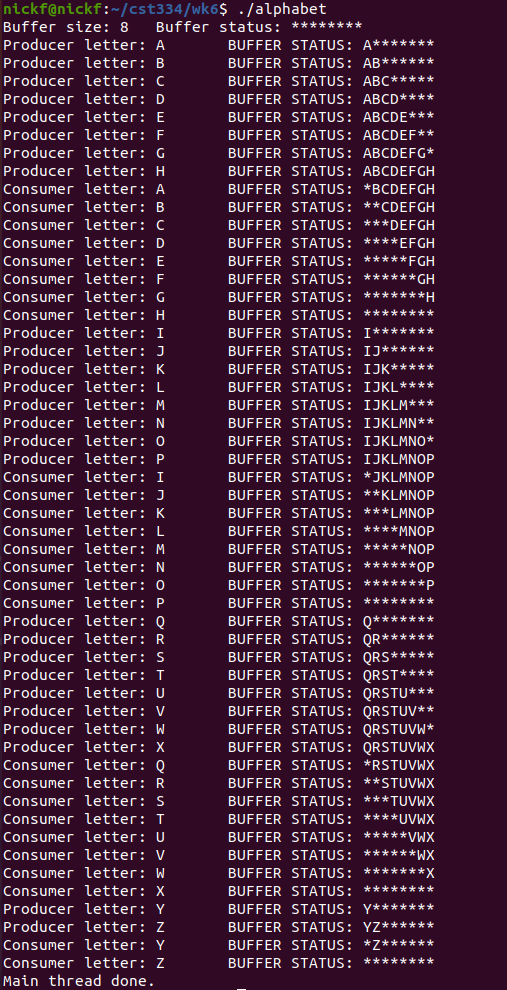 nickf@nickf:~/cst334/wk6$ ./alphabet
Buffer size: 8   Buffer status: ********
Producer letter: A       BUFFER STATUS: A*******
Producer letter: B       BUFFER STATUS: AB******
Producer letter: C       BUFFER STATUS: ABC*****
Producer letter: D       BUFFER STATUS: ABCD****
Producer letter: E       BUFFER STATUS: ABCDE***
Producer letter: F       BUFFER STATUS: ABCDEF**
Producer letter: G       BUFFER STATUS: ABCDEFG*
Producer letter: H       BUFFER STATUS: ABCDEFGH
Consumer letter: A       BUFFER STATUS: *BCDEFGH
Consumer letter: B       BUFFER STATUS: **CDEFGH
Consumer letter: C       BUFFER STATUS: ***DEFGH
Consumer letter: D       BUFFER STATUS: ****EFGH
Consumer letter: E       BUFFER STATUS: *****FGH
Consumer letter: F       BUFFER STATUS: ******GH
Consumer letter: G       BUFFER STATUS: *******H
Consumer letter: H       BUFFER STATUS: ********
Producer letter: I       BUFFER STATUS: I*******
Producer letter: J       BUFFER STATUS: IJ******
Producer letter: K       BUFFER STATUS: IJK*****
Producer letter: L       BUFFER STATUS: IJKL****
Producer letter: M       BUFFER STATUS: IJKLM***
Producer letter: N       BUFFER STATUS: IJKLMN**
Producer letter: O       BUFFER STATUS: IJKLMNO*
Producer letter: P       BUFFER STATUS: IJKLMNOP
Consumer letter: I       BUFFER STATUS: *JKLMNOP
Consumer letter: J       BUFFER STATUS: **KLMNOP
Consumer letter: K       BUFFER STATUS: ***LMNOP
Consumer letter: L       BUFFER STATUS: ****MNOP
Consumer letter: M       BUFFER STATUS: *****NOP
Consumer letter: N       BUFFER STATUS: ******OP
Consumer letter: O       BUFFER STATUS: *******P
Consumer letter: P       BUFFER STATUS: ********
Producer letter: Q       BUFFER STATUS: Q*******
Producer letter: R       BUFFER STATUS: QR******
Producer letter: S       BUFFER STATUS: QRS*****
Producer letter: T       BUFFER STATUS: QRST****
Producer letter: U       BUFFER STATUS: QRSTU***
Producer letter: V       BUFFER STATUS: QRSTUV**
Producer letter: W       BUFFER STATUS: QRSTUVW*
Producer letter: X       BUFFER STATUS: QRSTUVWX
Consumer letter: Q       BUFFER STATUS: *RSTUVWX
Consumer letter: R       BUFFER STATUS: **STUVWX
Consumer letter: S       BUFFER STATUS: ***TUVWX
Consumer letter: T       BUFFER STATUS: ****UVWX
Consumer letter: U       BUFFER STATUS: *****VWX
Consumer letter: V       BUFFER STATUS: ******WX
Consumer letter: W       BUFFER STATUS: *******X
Consumer letter: X       BUFFER STATUS: ********
Producer letter: Y       BUFFER STATUS: Y*******
Producer letter: Z       BUFFER STATUS: YZ******
Consumer letter: Y       BUFFER STATUS: *Z******
Consumer letter: Z       BUFFER STATUS: ********
Main thread done.